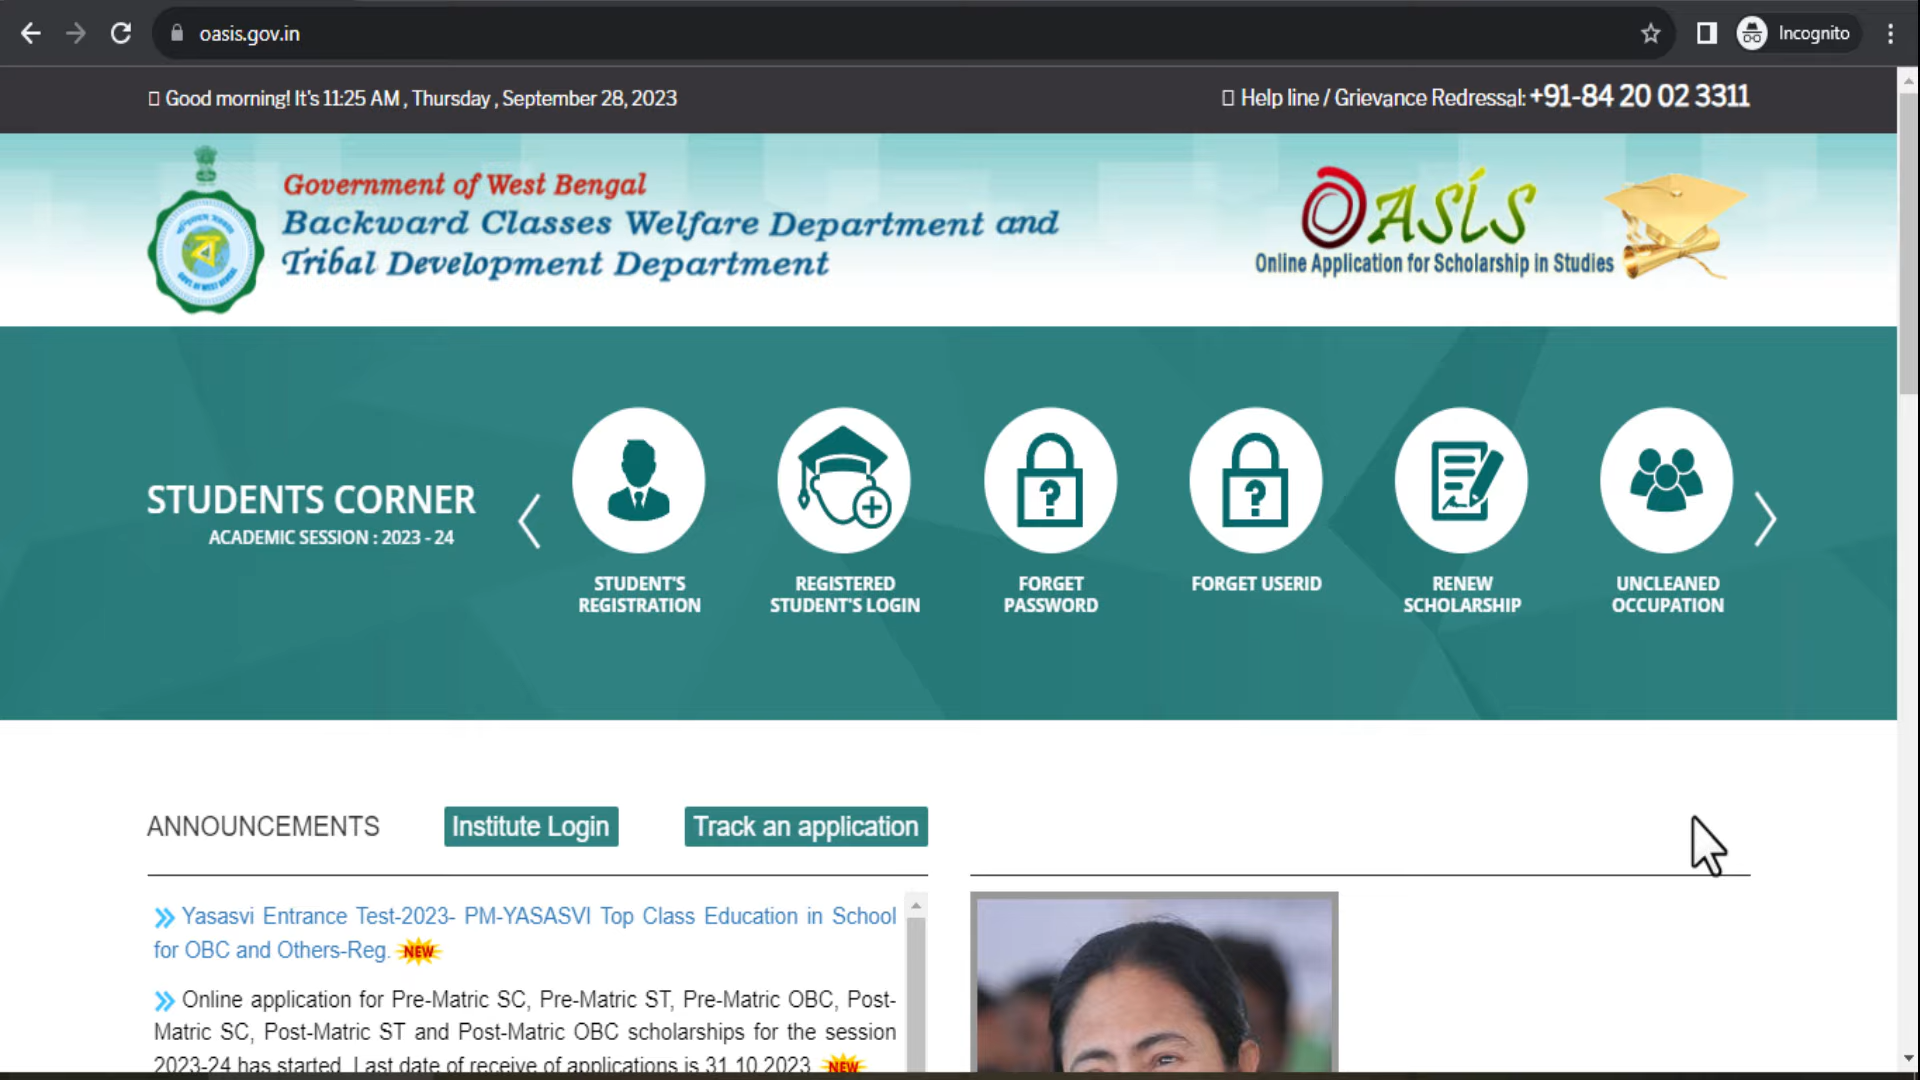 oasis.gov.in
Incognito
Good morning! It's 11:25 AM , Thursday , September 28, 2023
Help line / Grievance Redressal: +91-84 20 02 3311
Government of West Bengal
Backward Classes Welfare Department and
Tribal Development Department
OASIS
Online Application for Scholarship in Studies
STUDENTS CORNER
ACADEMIC SESSION : 2023 - 24
STUDENT'S
REGISTRATION
REGISTERED
STUDENT'S LOGIN
FORGET
PASSWORD
FORGET USERID
RENEW
SCHOLARSHIP
UNCLEANED
OCCUPATION
ANNOUNCEMENTS
Institute Login
Track an application
Yasasvi Entrance Test-2023- PM-YASASVI Top Class Education in School
for OBC and Others-Reg. NEW
Online application for Pre-Matric SC, Pre-Matric ST, Pre-Matric OBC, Post-
Matric SC, Post-Matric ST and Post-Matric OBC scholarships for the session
2023-24 has started. Last date of receive of applications is 31.10.2023 NEW